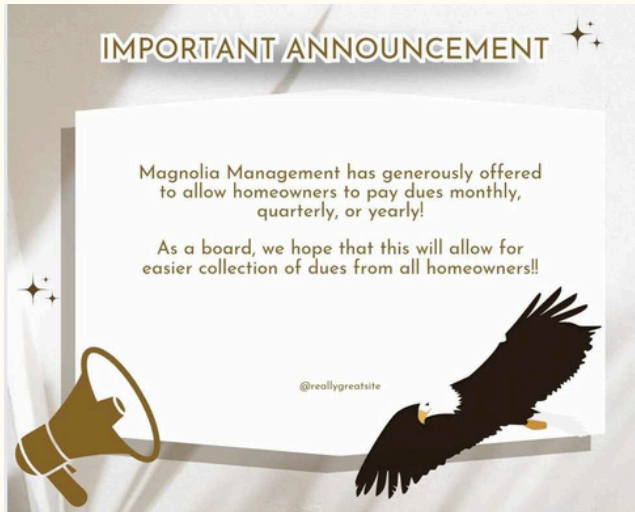 IMPORTANT ANNOUNCEMENT
Magnolia Management has generously offered
to allow homeowners to pay dues monthly,
quarterly, or yearly!
As a board, we hope that this will allow for
easier collection of dues from all homeowners!!
@reallygreatsite